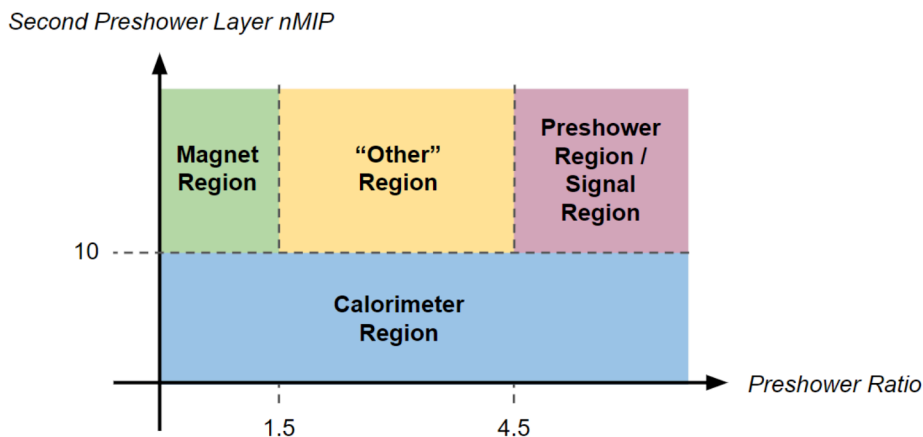 Second Preshower Layer nMIP
Magnet
Region
“Other”
Region
Preshower
Region /
Signal
Region
10
Calorimeter
Region
Preshower Ratio
1.5
4.5